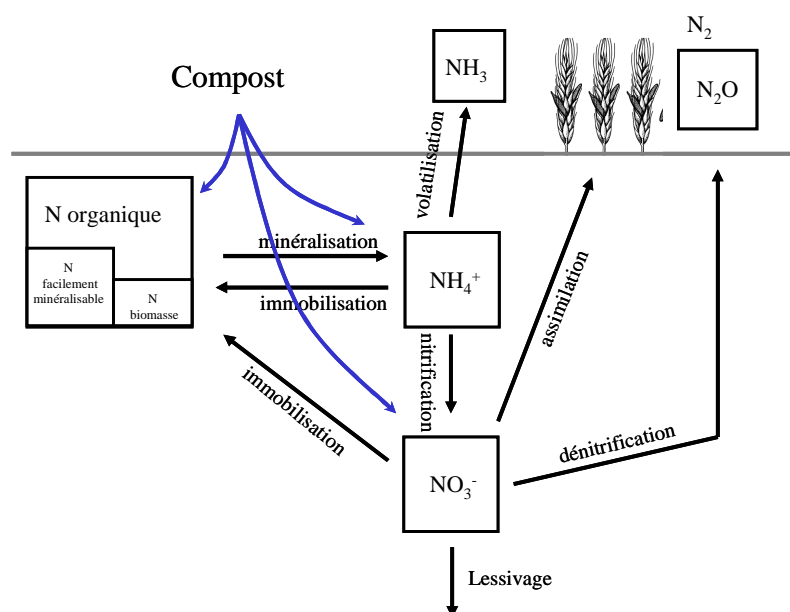 N₂
NH₃
N₂O
Compost
volatilisation
N organique
N
facilement
minéralisable
N
biomasse
minéralisation
immobilisation
NH₄⁺
nitrification
assimilation
immobilisation
dénitrification
NO₃⁻
Lessivage